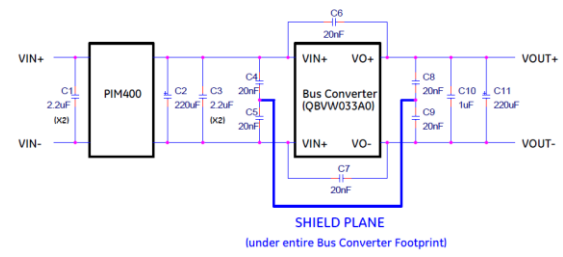 C6
20nF
VIN+
VIN+
VO+
VOUT+
C1
2.2uF
(X2)
PIM400
C2
220uF
C3
2.2uF
(X2)
C4
20nF
C5
20nF
Bus Converter
(QBVW033A0)
C8
20nF
C9
20nF
C10
1uF
C11
220uF
VIN-
VIN+
VO-
VOUT-
C7
20nF
SHIELD PLANE
(under entire Bus Converter Footprint)